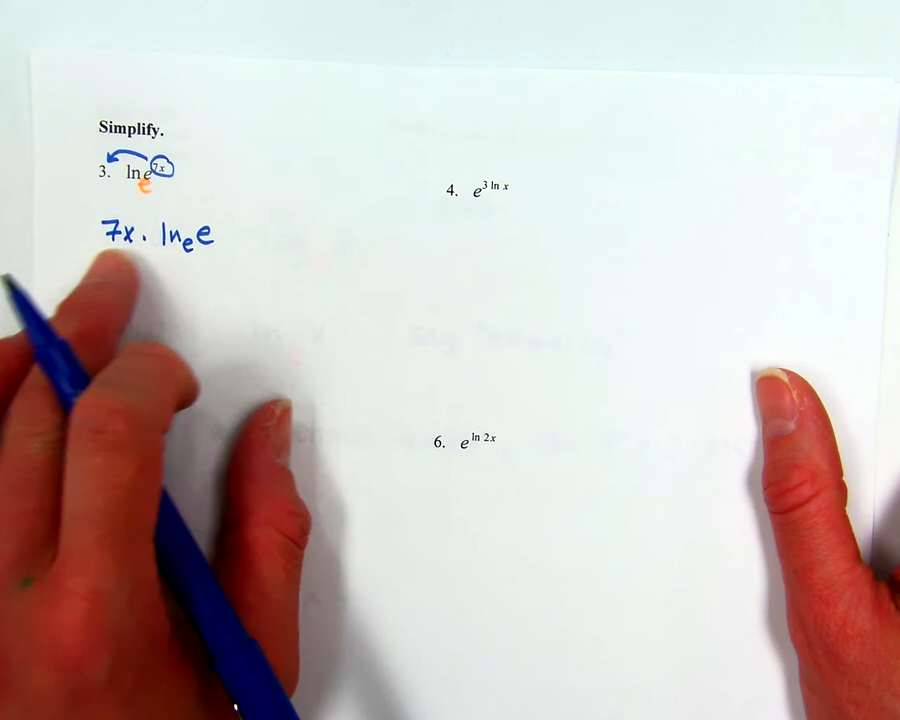 Simplify.
3. ln e^7x
e
7x · ln_e e
4. e^3 ln x
6. e^ln 2x